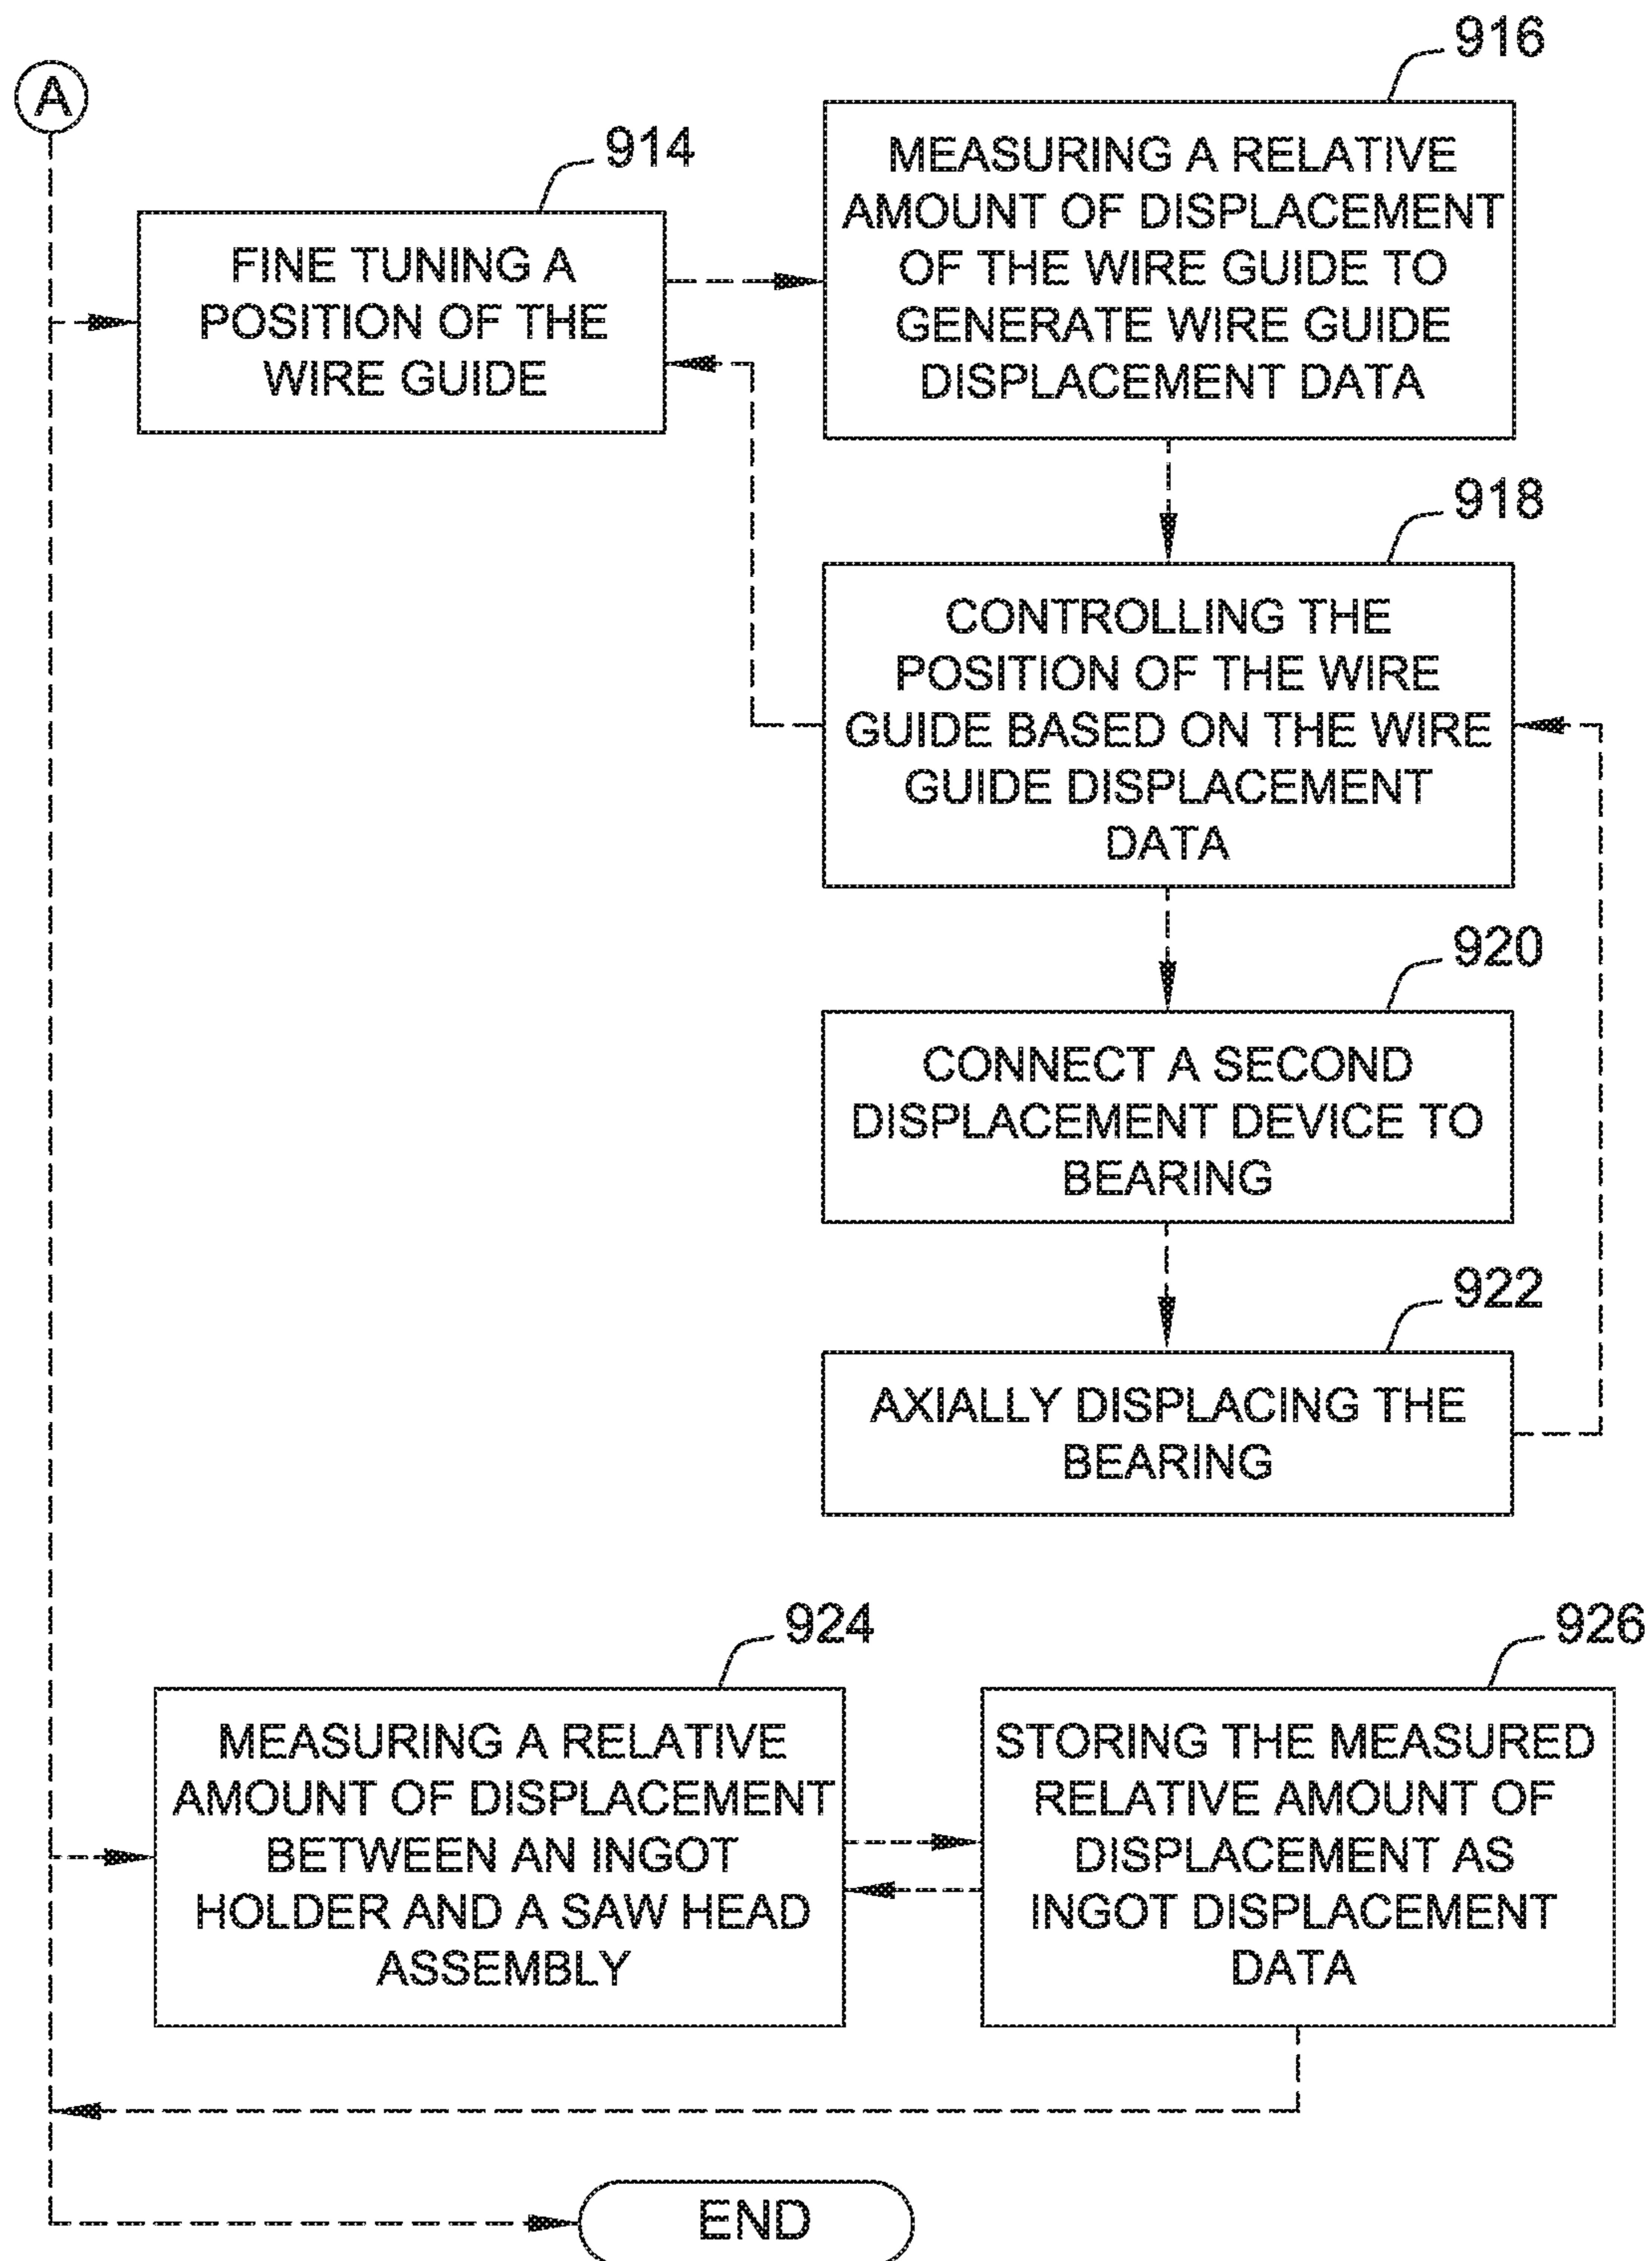 A
914
FINE TUNING A
POSITION OF THE
WIRE GUIDE
916
MEASURING A RELATIVE
AMOUNT OF DISPLACEMENT
OF THE WIRE GUIDE TO
GENERATE WIRE GUIDE
DISPLACEMENT DATA
918
CONTROLLING THE
POSITION OF THE WIRE
GUIDE BASED ON THE WIRE
GUIDE DISPLACEMENT
DATA
920
CONNECT A SECOND
DISPLACEMENT DEVICE TO
BEARING
922
AXIALLY DISPLACING THE
BEARING
924
MEASURING A RELATIVE
AMOUNT OF DISPLACEMENT
BETWEEN AN INGOT
HOLDER AND A SAW HEAD
ASSEMBLY
926
STORING THE MEASURED
RELATIVE AMOUNT OF
DISPLACEMENT AS
INGOT DISPLACEMENT
DATA
END